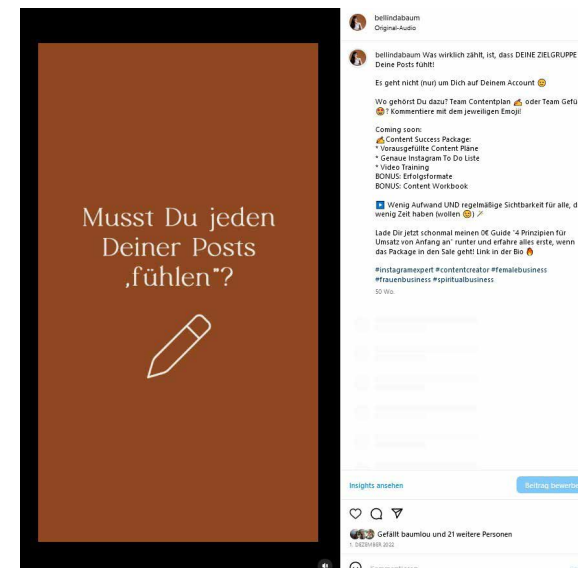 Musst Du jeden
Deiner Posts
‚fühlen"?
bellindabaum
Original-Audio
bellindabaum Was wirklich zählt, ist, dass DEINE ZIELGRUPPE
Deine Posts fühlt!
Es geht nicht (nur) um Dich auf Deinem Account 😊
Wo gehörst Du dazu? Team Contentplan ✍ oder Team Gefü
🥰? Kommentiere mit dem jeweiligen Emoji!
Coming soon:
✍ Content Success Package:
* Vorausgefüllte Content Pläne
* Genaue Instagram To Do Liste
* Video Training
BONUS: Erfolgsformate
BONUS: Content Workbook
▶ Wenig Aufwand UND regelmäßige Sichtbarkeit für alle, d
wenig Zeit haben (wollen 😊)
Lade Dir jetzt schonmal meinen 0€ Guide "4 Prinzipien für
Umsatz von Anfang an" runter und erfahre alles erste, wenn
das Package in den Sale geht! Link in der Bio 🔥
#instagramexpert #contentcreator #femalebusiness
#frauenbusiness #spiritualbusiness
50 Wo.
Insights ansehen
Beitrag bewerbe
Gefällt baumlou und 21 weitere Personen
1. DEZEMBER 2022
Kommentieren